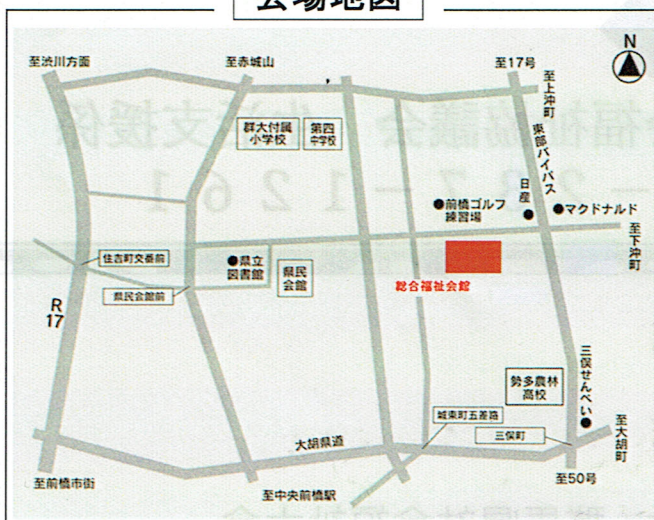 会場地図
至渋川方面
至赤城山
至17号
N
至上沖町
東部バイパス
群大付属
小学校
第四
中学校
日産
●前橋ゴルフ
練習場
●マクドナルド
至下沖町
住吉町交番前
●県立
図書館
県民
会館
県民会館前
総合福祉会館
R
17
勢多農林
高校
三俣せんべい●
城東町五差路
三俣町
至大胡町
大胡県道
至前橋市街
至中央前橋駅
至50号